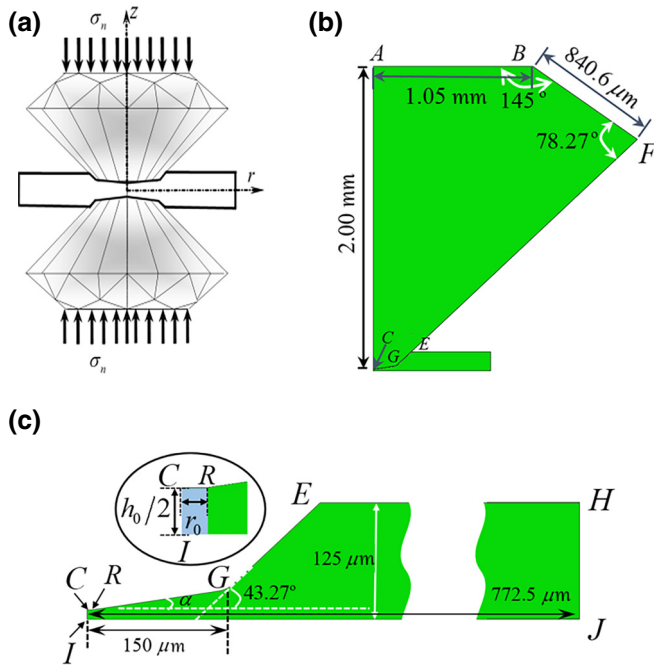 (a)
σn
z
r
σn
(b)
A
B
840.6 μm
1.05 mm
145°
78.27°
F
2.00 mm
C
G
E
(c)
C R
h0/2
r0
I
E
H
G
125 μm
C
R
α
43.27°
772.5 μm
I
150 μm
J